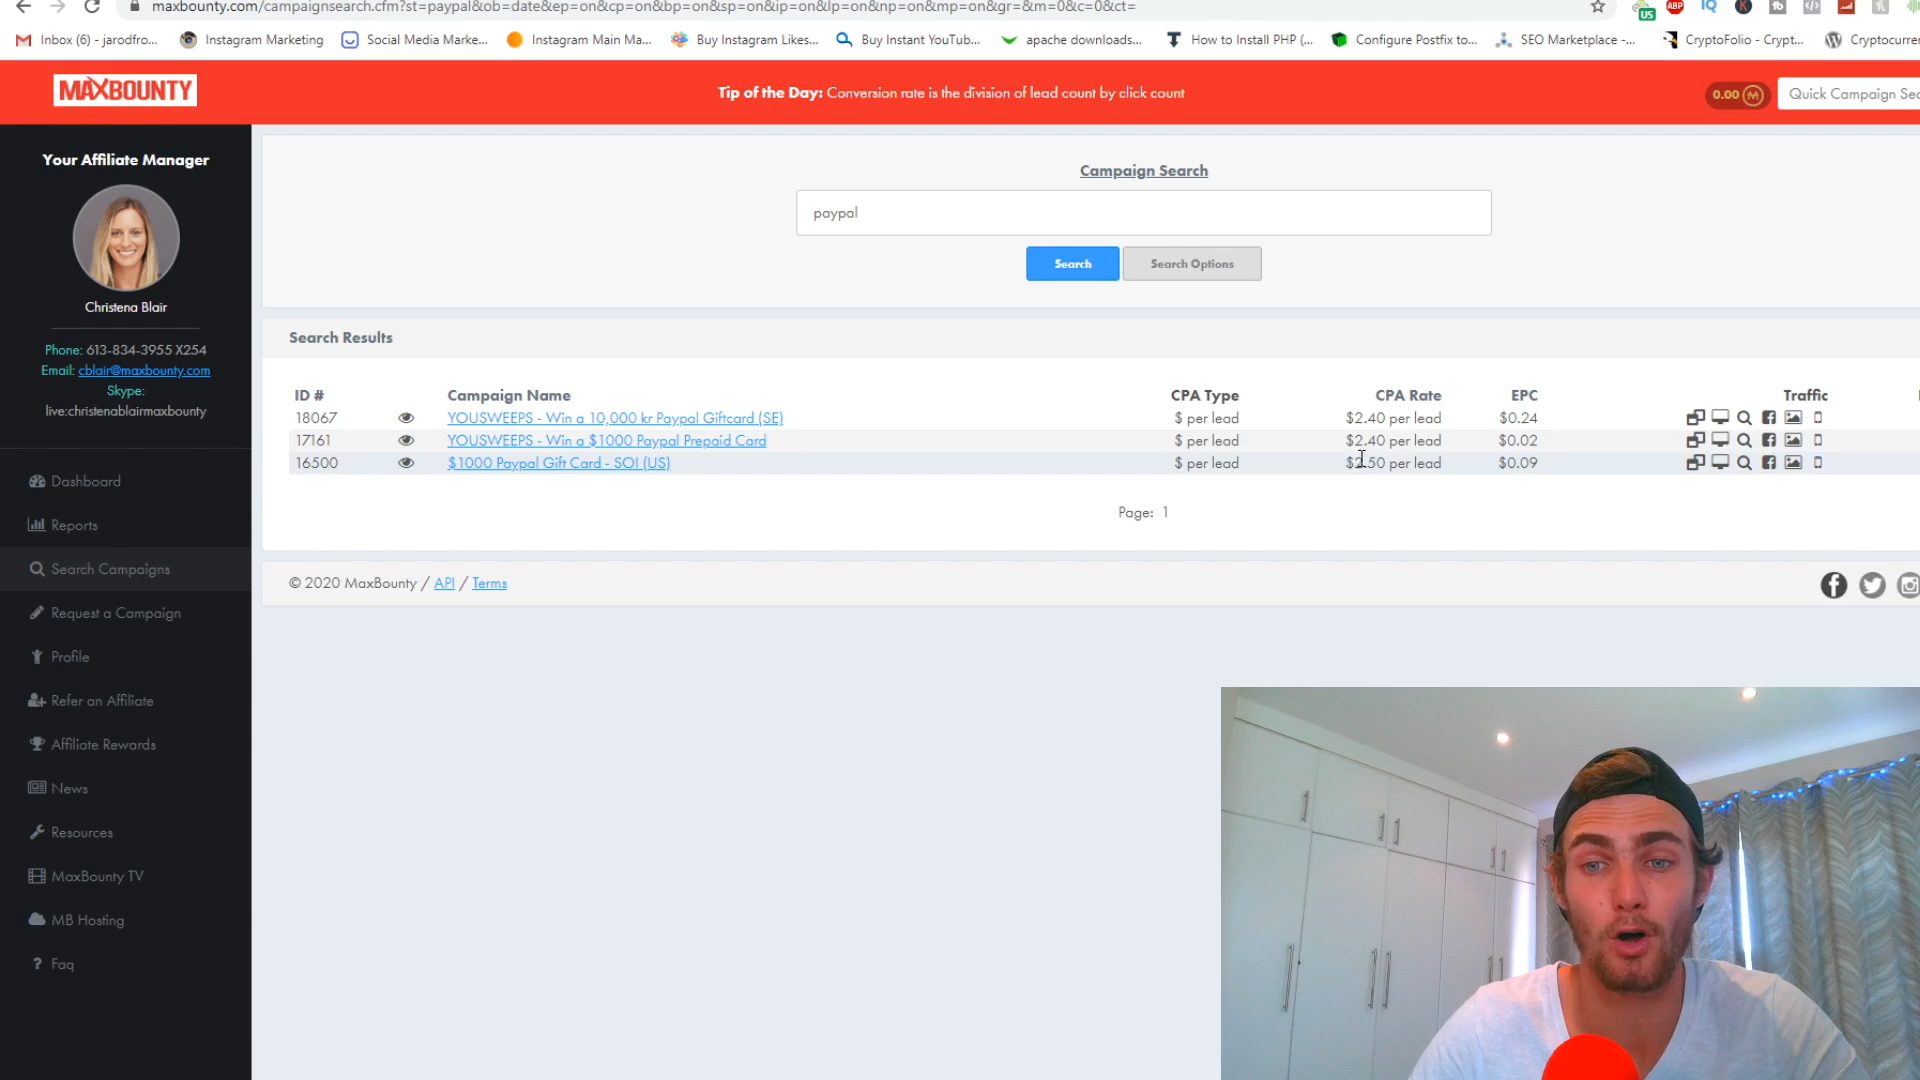 maxbounty.com/campaignsearch.cfm?st=paypal&ob=date&ep=on&cp=on&bp=on&sp=on&ip=on&lp=on&np=on&mp=on&gr=&m=0&c=0&ct=
US ABP IQ K
Inbox (6) - jarodfro... Instagram Marketing Social Media Marke... Instagram Main Ma... Buy Instagram Likes... Buy Instant YouTub... apache downloads... How to Install PHP (... Configure Postfix to... SEO Marketplace -... CryptoFolio - Crypt... Cryptocurre
MAXBOUNTY
Tip of the Day: Conversion rate is the division of lead count by click count
0.00
Quick Campaign Sea
Your Affiliate Manager
Christena Blair
Phone: 613-834-3955 X254
Email: cblair@maxbounty.com
Skype:
live:christenablairmaxbounty
Dashboard
Reports
Search Campaigns
Request a Campaign
Profile
Refer an Affiliate
Affiliate Rewards
News
Resources
MaxBounty TV
MB Hosting
Faq
Campaign Search
paypal
Search Search Options
Search Results
ID # Campaign Name CPA Type CPA Rate EPC Traffic
18067 YOUSWEEPS - Win a 10,000 kr Paypal Giftcard (SE) $ per lead $2.40 per lead $0.24
17161 YOUSWEEPS - Win a $1000 Paypal Prepaid Card $ per lead $2.40 per lead $0.02
16500 $1000 Paypal Gift Card - SOI (US) $ per lead $2.50 per lead $0.09
Page: 1
© 2020 MaxBounty / API / Terms